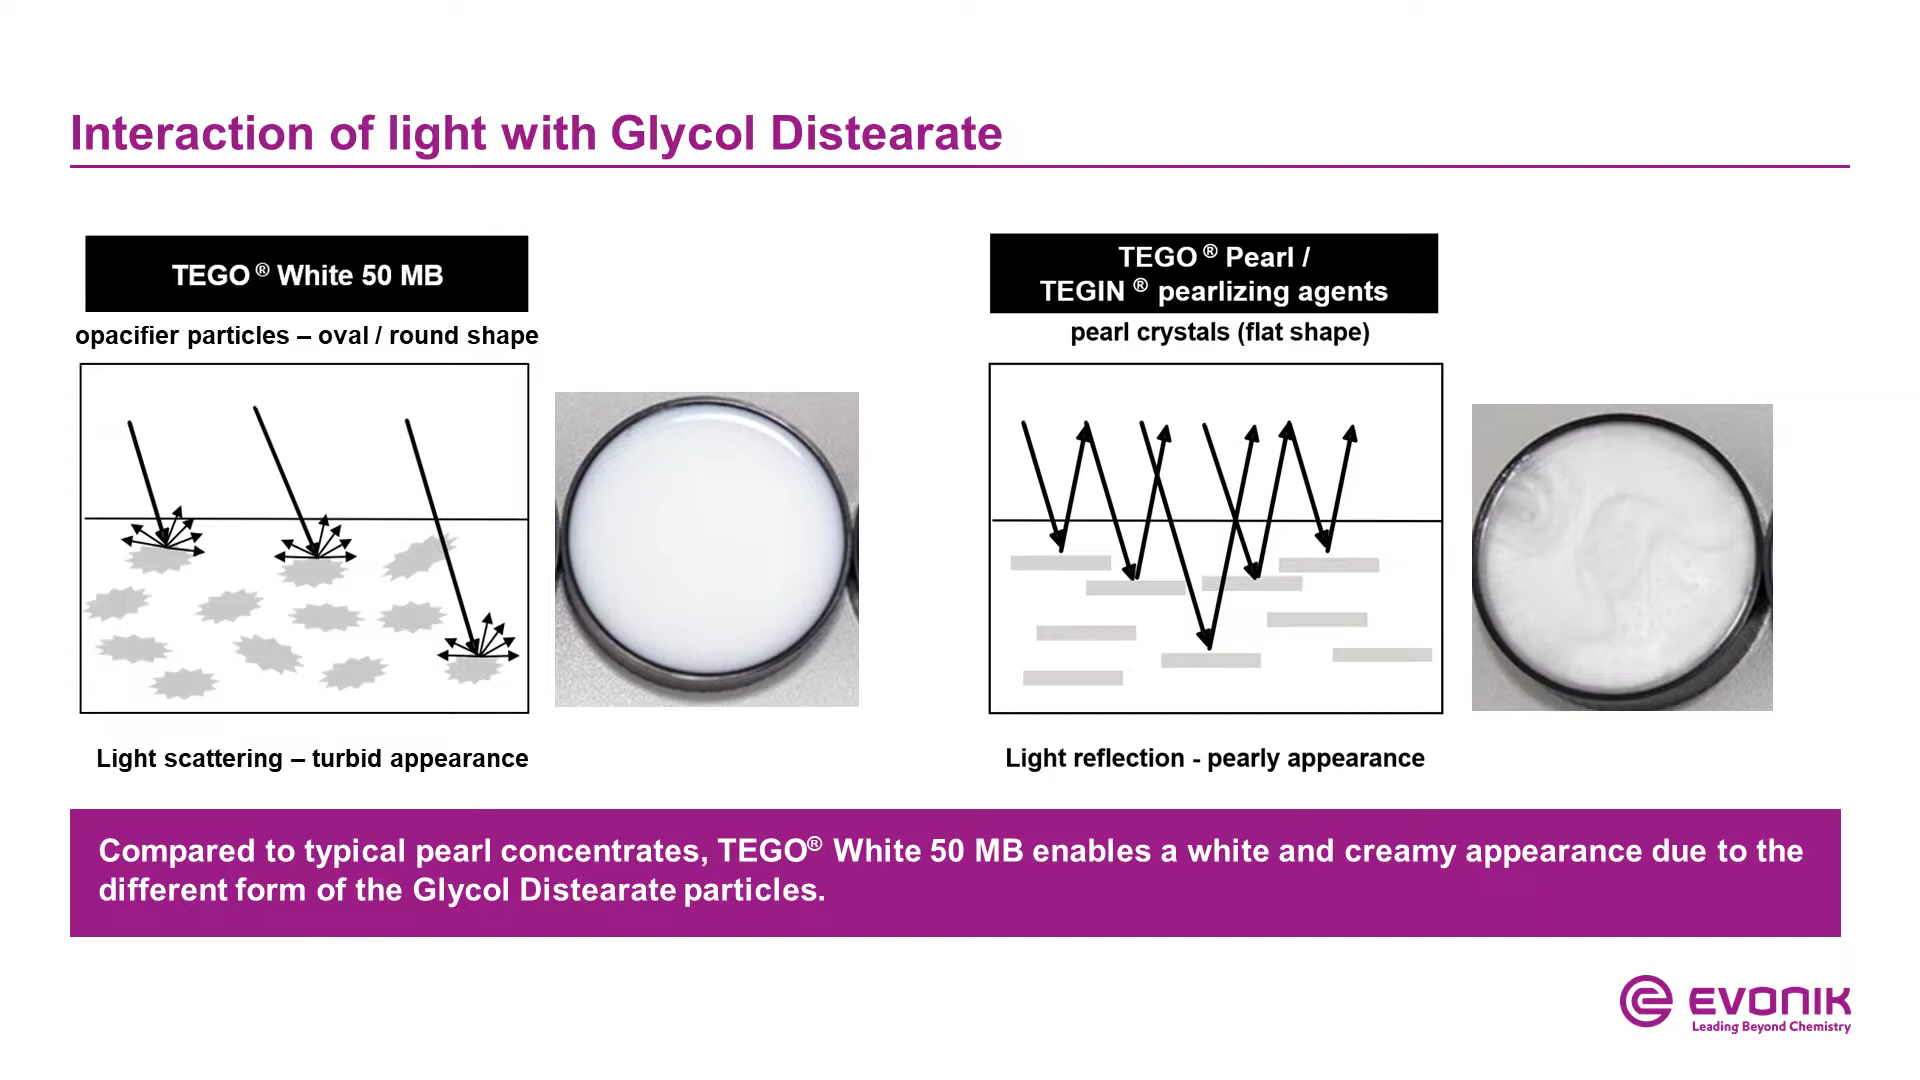 Interaction of light with Glycol Distearate
TEGO® White 50 MB
opacifier particles – oval / round shape
Light scattering – turbid appearance
TEGO® Pearl /
TEGIN® pearlizing agents
pearl crystals (flat shape)
Light reflection - pearly appearance
Compared to typical pearl concentrates, TEGO® White 50 MB enables a white and creamy appearance due to the
different form of the Glycol Distearate particles.
EVONIK
Leading Beyond Chemistry